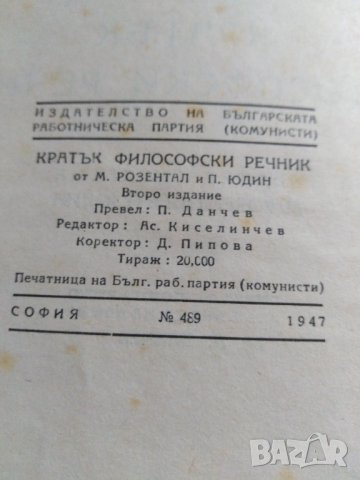 ИЗДАТЕЛСТВО НА БЪЛГАРСКАТА
РАБОТНИЧЕСКА ПАРТИЯ (КОМУНИСТИ)
КРАТЪК ФИЛОСОФСКИ РЕЧНИК
от М. РОЗЕНТАЛ и П. ЮДИН
Второ издание
Превел: П. Данчев
Редактор: Ас. Киселинчев
Коректор: Д. Пипова
Тираж: 20,000
Печатница на Бълг. раб. партия (комунисти)
СОФИЯ № 489 1947
bazar.bg